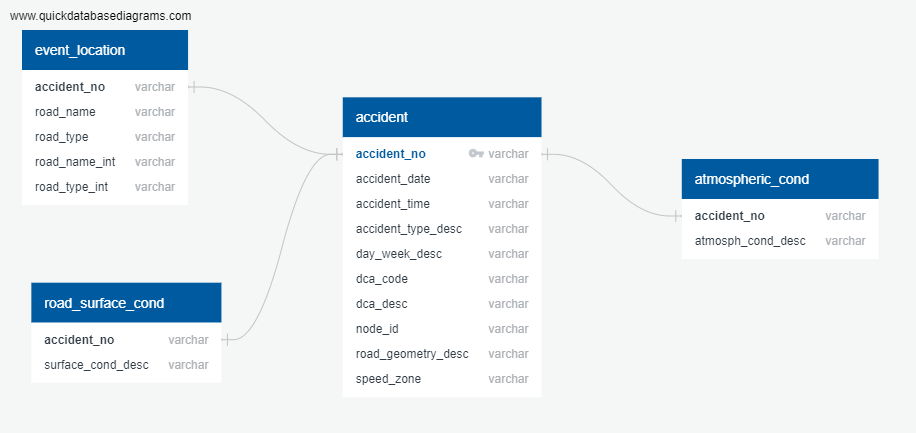 www.quickdatabasediagrams.com
event_location
accident_no varchar
road_name varchar
road_type varchar
road_name_int varchar
road_type_int varchar
accident
accident_no varchar
accident_date varchar
accident_time varchar
accident_type_desc varchar
day_week_desc varchar
dca_code varchar
dca_desc varchar
node_id varchar
road_geometry_desc varchar
speed_zone varchar
atmospheric_cond
accident_no varchar
atmosph_cond_desc varchar
road_surface_cond
accident_no varchar
surface_cond_desc varchar